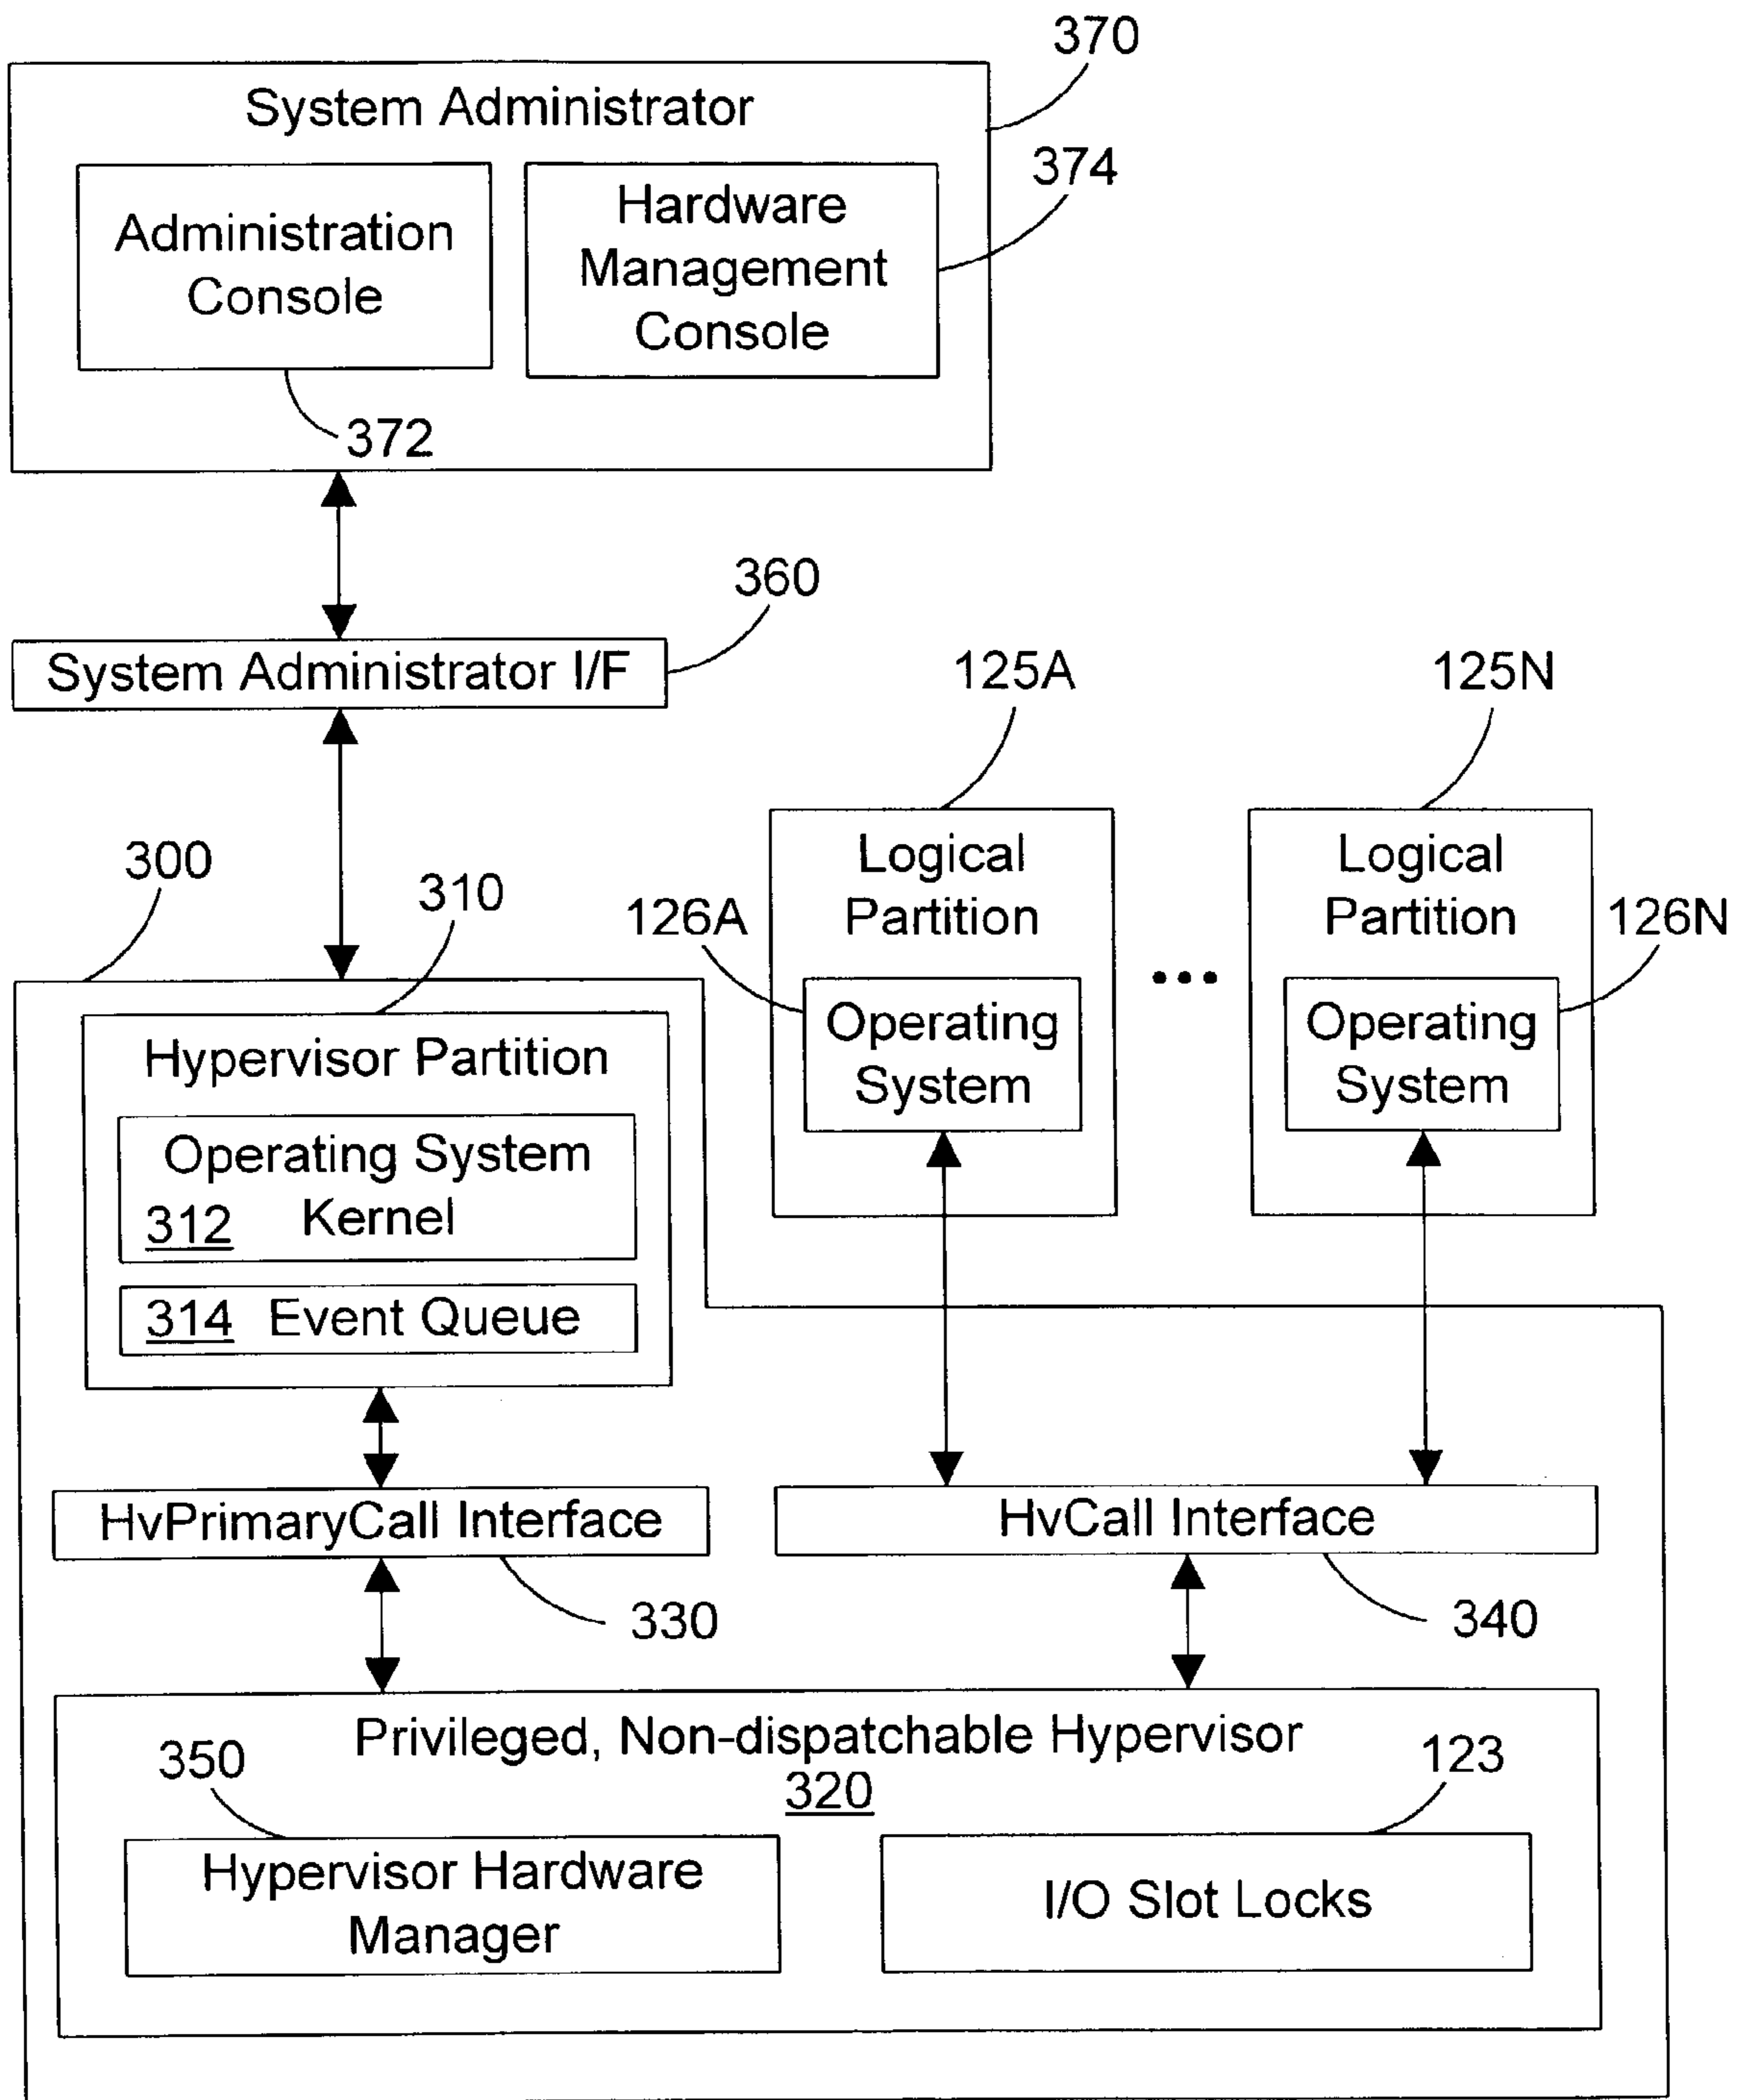 370
System Administrator
374
Administration
Console
Hardware
Management
Console
372
360
System Administrator I/F
125A
125N
300
310
Logical
Partition
Logical
Partition
126A
126N
Operating
System
...
Operating
System
Hypervisor Partition
Operating System
312 Kernel
314 Event Queue
HvPrimaryCall Interface
HvCall Interface
330
340
Privileged, Non-dispatchable Hypervisor
350
320
123
Hypervisor Hardware
Manager
I/O Slot Locks